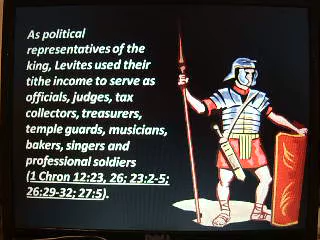 As political
representatives of the
king, Levites used their
tithe income to serve as
officials, judges, tax
collectors, treasurers,
temple guards, musicians,
bakers, singers and
professional soldiers
(1 Chron 12:23, 26; 23:2-5;
26:29-32; 27:5).